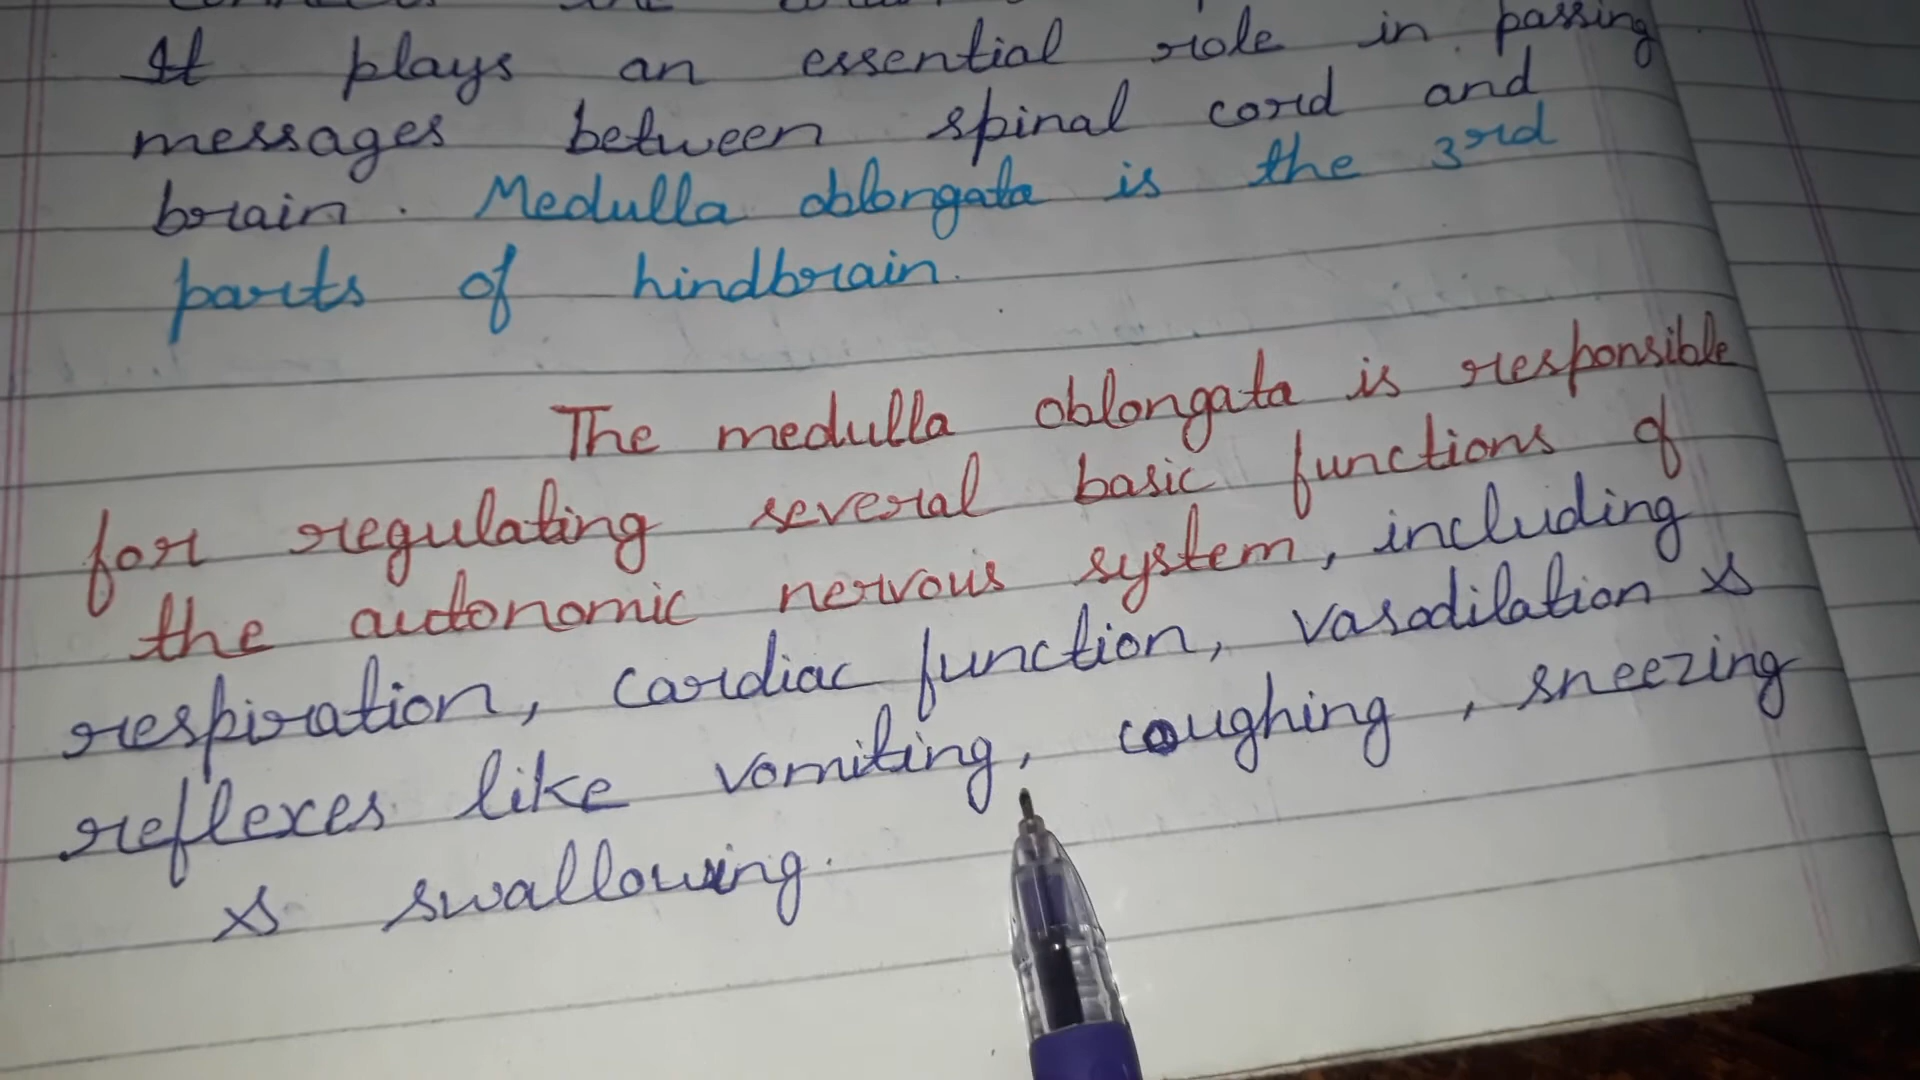 the
It plays an essential role in passing
messages between spinal cord and
brain. Medulla oblongata is the 3rd
parts of hindbrain.
The medulla oblongata is responsible
for regulating several basic functions of
the autonomic nervous system, including
respiration, cardiac function, vasodilation &
reflexes like vomiting, coughing, sneezing
& swallowing.